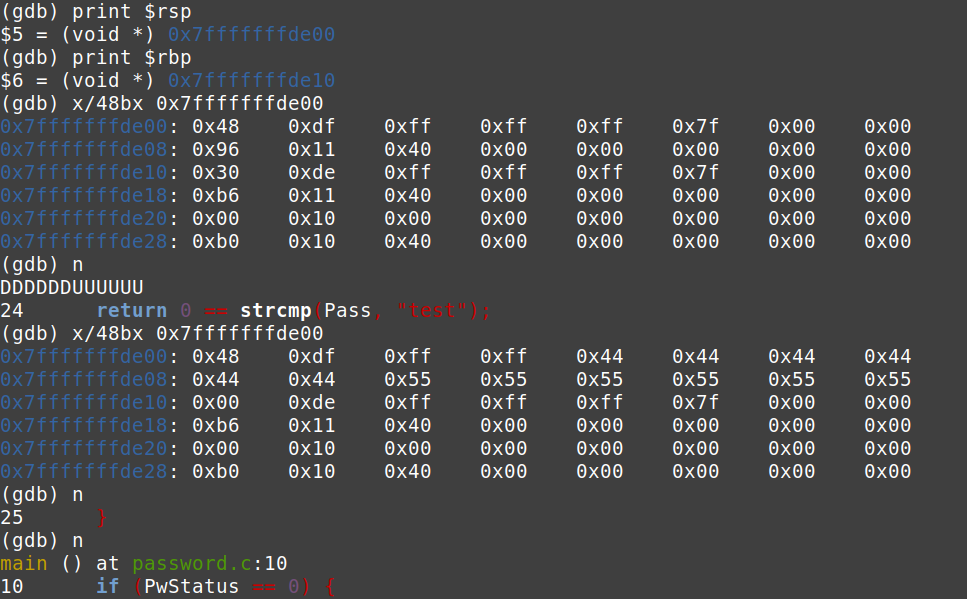 (gdb) print $rsp
$5 = (void *) 0x7fffffffde00
(gdb) print $rbp
$6 = (void *) 0x7fffffffde10
(gdb) x/48bx 0x7fffffffde00
0x7fffffffde00: 0x48 0xdf 0xff 0xff 0xff 0x7f 0x00 0x00
0x7fffffffde08: 0x96 0x11 0x40 0x00 0x00 0x00 0x00 0x00
0x7fffffffde10: 0x30 0xde 0xff 0xff 0xff 0x7f 0x00 0x00
0x7fffffffde18: 0xb6 0x11 0x40 0x00 0x00 0x00 0x00 0x00
0x7fffffffde20: 0x00 0x10 0x00 0x00 0x00 0x00 0x00 0x00
0x7fffffffde28: 0xb0 0x10 0x40 0x00 0x00 0x00 0x00 0x00
(gdb) n
DDDDDDUUUUUU
24 return 0 == strcmp(Pass, "test");
(gdb) x/48bx 0x7fffffffde00
0x7fffffffde00: 0x48 0xdf 0xff 0xff 0x44 0x44 0x44 0x44
0x7fffffffde08: 0x44 0x44 0x55 0x55 0x55 0x55 0x55 0x55
0x7fffffffde10: 0x00 0xde 0xff 0xff 0xff 0x7f 0x00 0x00
0x7fffffffde18: 0xb6 0x11 0x40 0x00 0x00 0x00 0x00 0x00
0x7fffffffde20: 0x00 0x10 0x00 0x00 0x00 0x00 0x00 0x00
0x7fffffffde28: 0xb0 0x10 0x40 0x00 0x00 0x00 0x00 0x00
(gdb) n
25 }
(gdb) n
main () at password.c:10
10 if (PwStatus == 0) {